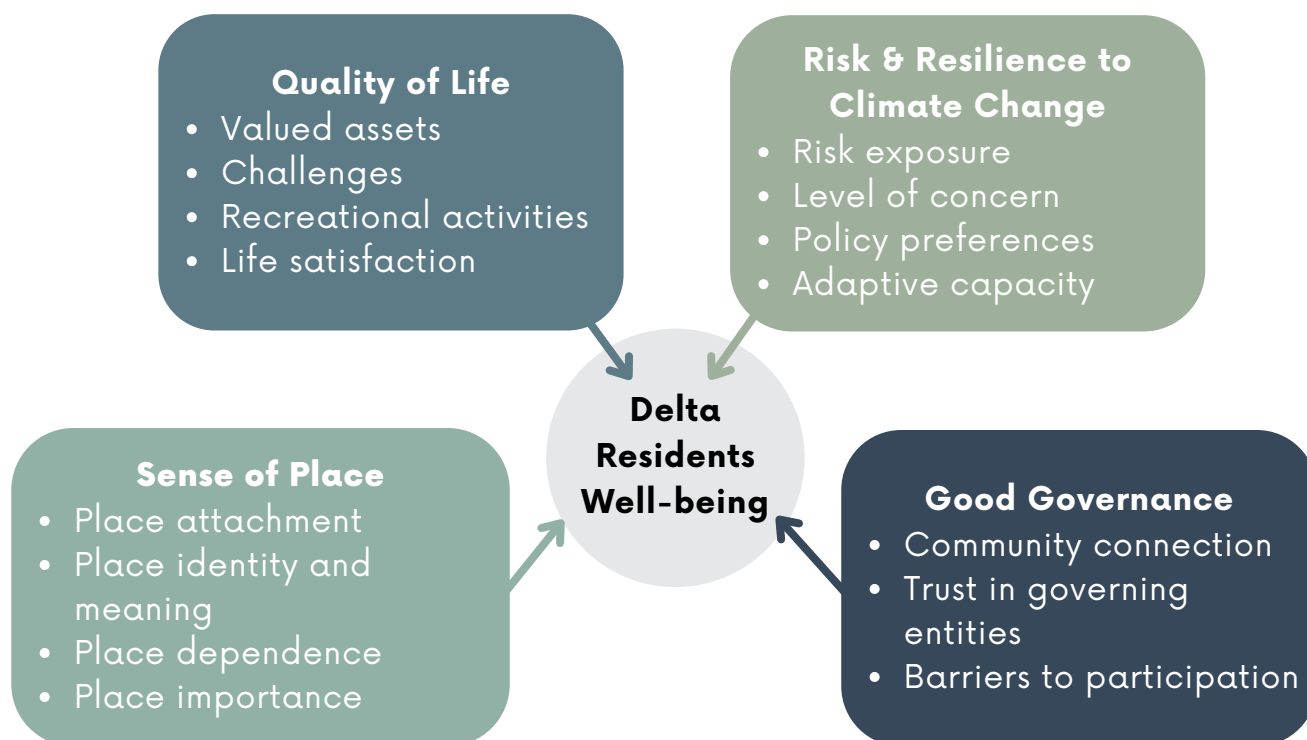 Quality of Life
• Valued assets
• Challenges
• Recreational activities
• Life satisfaction
Risk & Resilience to
Climate Change
• Risk exposure
• Level of concern
• Policy preferences
• Adaptive capacity
Delta
Residents
Well-being
Sense of Place
• Place attachment
• Place identity and
meaning
• Place dependence
• Place importance
Good Governance
• Community connection
• Trust in governing
entities
• Barriers to participation